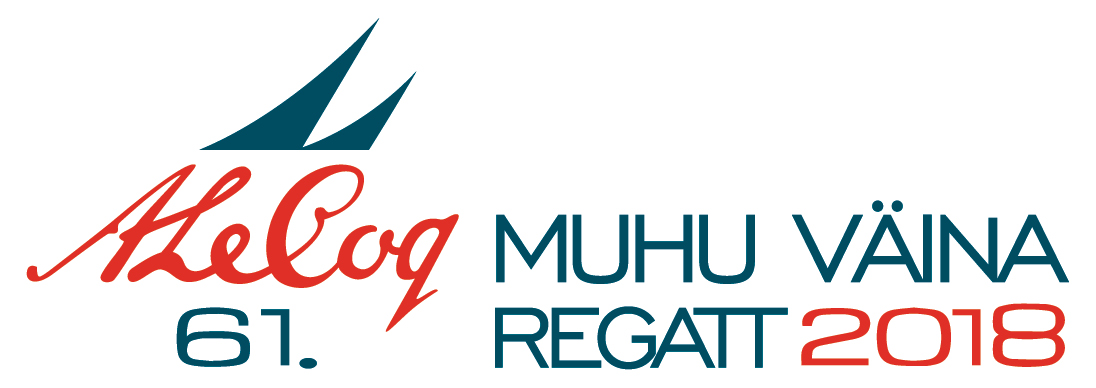 ALeCoq
61.
MUHU VÄINA
REGATT 2018